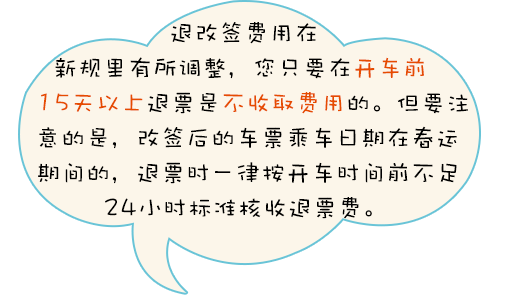 退改签费用在
新规里有所调整，您只要在开车前
15天以上退票是不收取费用的。但要注
意的是，改签后的车票乘车日期在春运
期间的，退票时一律按开车时间前不足
24小时标准核收退票费。